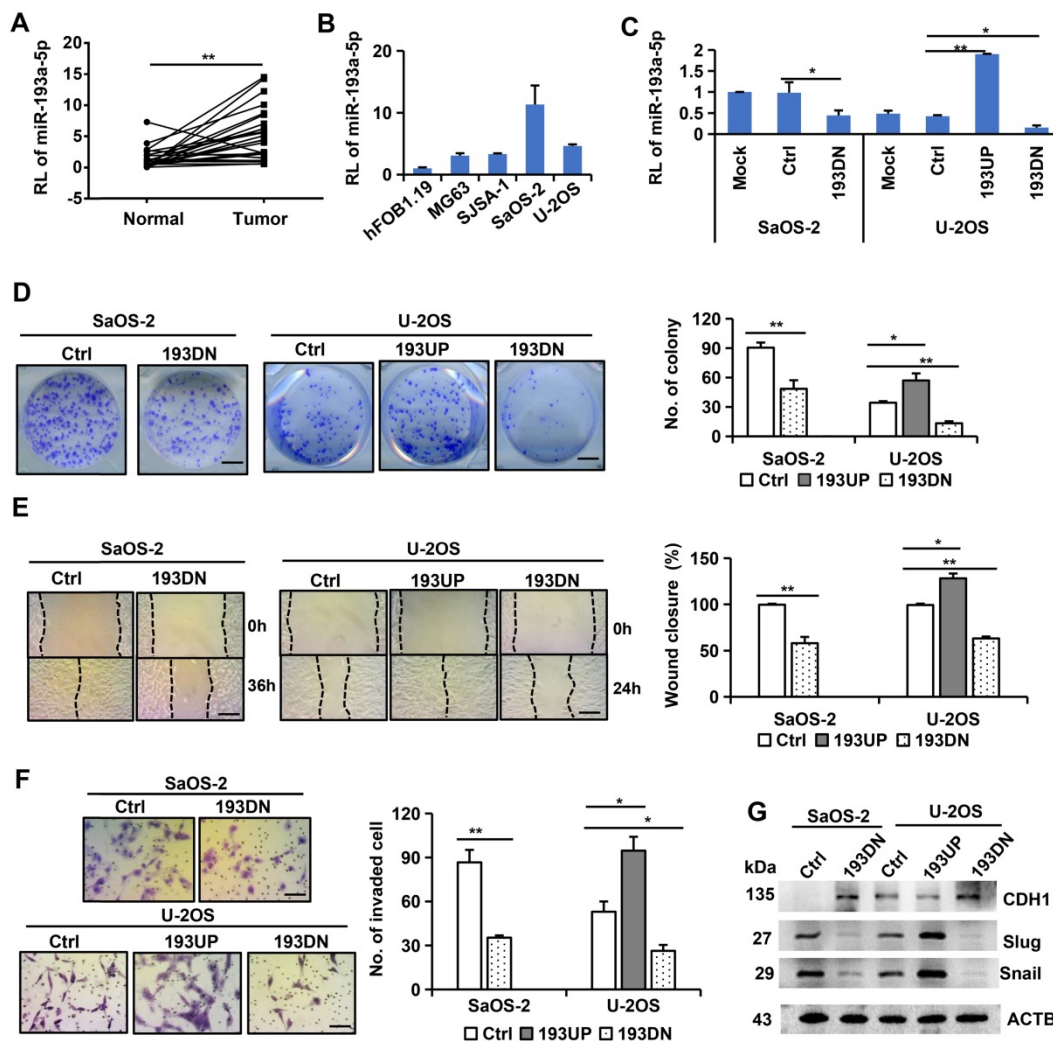 A
RL of miR-193a-5p
20
15
10
5
0
-5
**
Normal Tumor
B
RL of miR-193a-5p
20
15
10
5
0
hFOB1.19 MG63 SJSA-1 SaOS-2 U-2OS
C
RL of miR-193a-5p
2
1.5
1
0.5
0
* ** *
Mock Ctrl 193DN Mock Ctrl 193UP 193DN
SaOS-2 U-2OS
D
SaOS-2 U-2OS
Ctrl 193DN Ctrl 193UP 193DN
No. of colony
120
90
60
30
0
** * **
SaOS-2 U-2OS
Ctrl 193UP 193DN
E
SaOS-2 U-2OS
Ctrl 193DN Ctrl 193UP 193DN
0h 0h
36h 24h
Wound closure (%)
150
100
50
0
** * **
SaOS-2 U-2OS
Ctrl 193UP 193DN
F
SaOS-2
Ctrl 193DN
U-2OS
Ctrl 193UP 193DN
No. of invaded cell
120
90
60
30
0
** * *
SaOS-2 U-2OS
Ctrl 193UP 193DN
G
SaOS-2 U-2OS
kDa Ctrl 193DN Ctrl 193UP 193DN
135 CDH1
27 Slug
29 Snail
43 ACTB